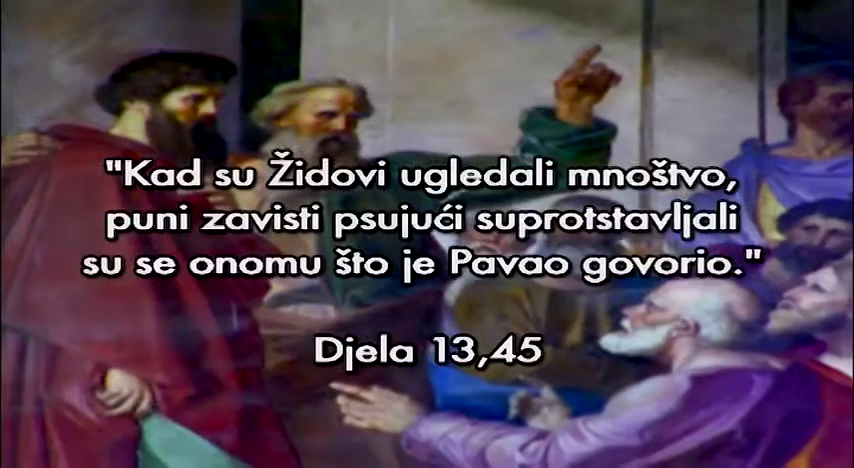 "Kad su Židovi ugledali mnoštvo,
puni zavisti psujući suprotstavljali
su se onomu što je Pavao govorio."
Djela 13,45